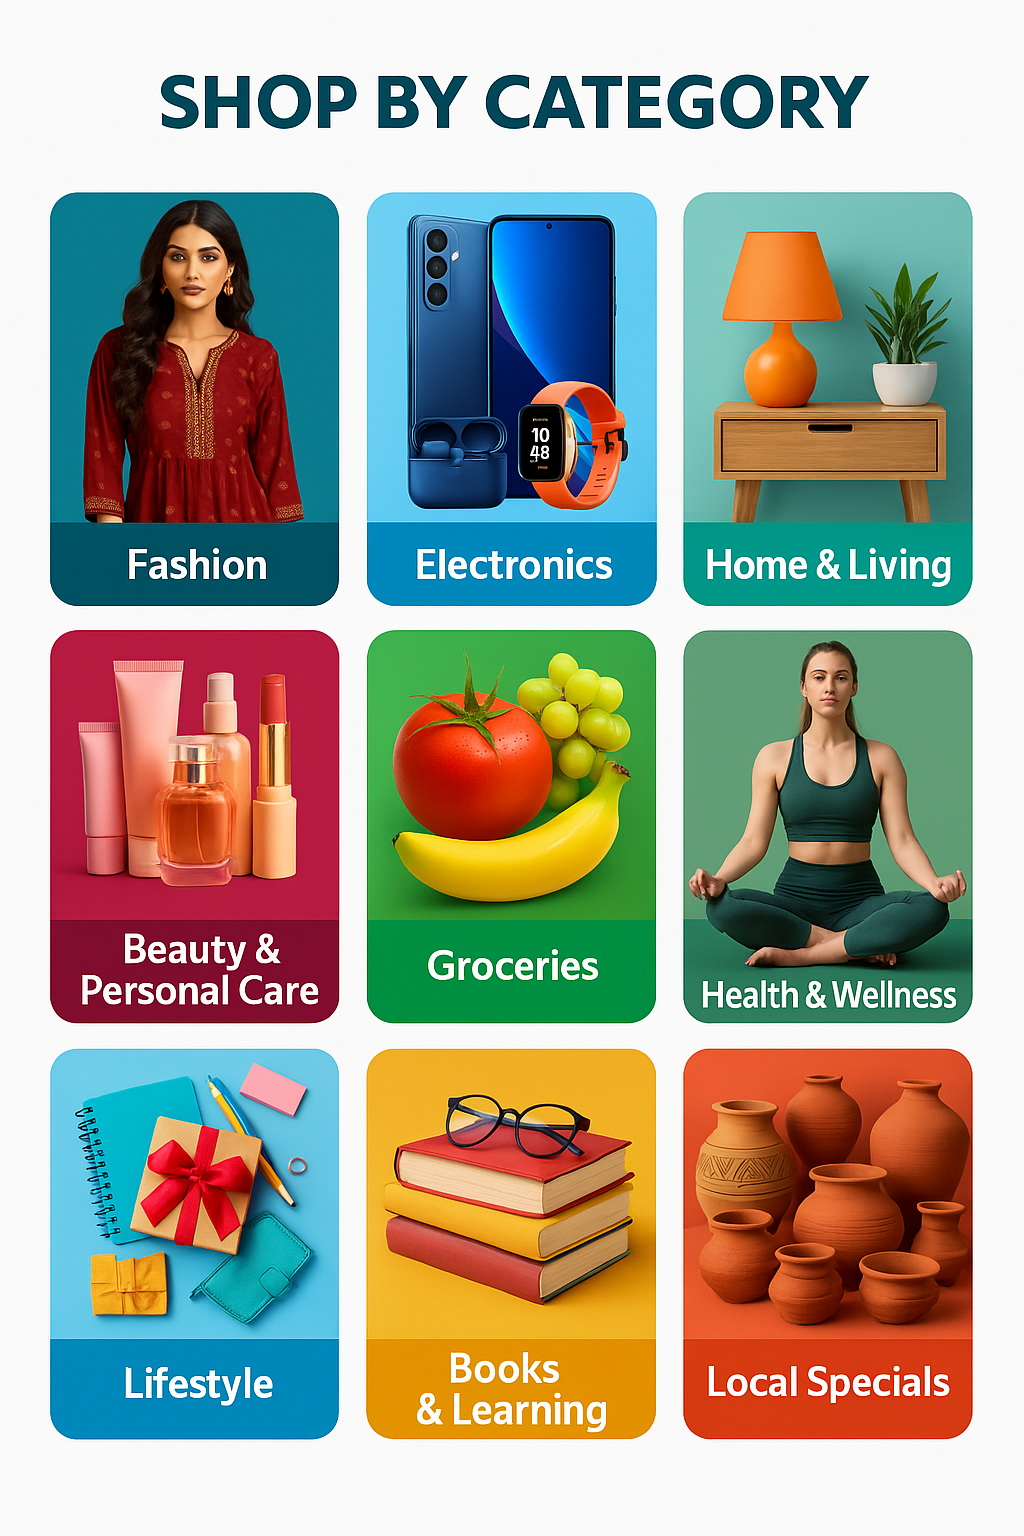 SHOP BY CATEGORY
Fashion
Electronics
Home & Living
10
48
Beauty &
Personal Care
Groceries
Health & Wellness
Lifestyle
Books
& Learning
Local Specials